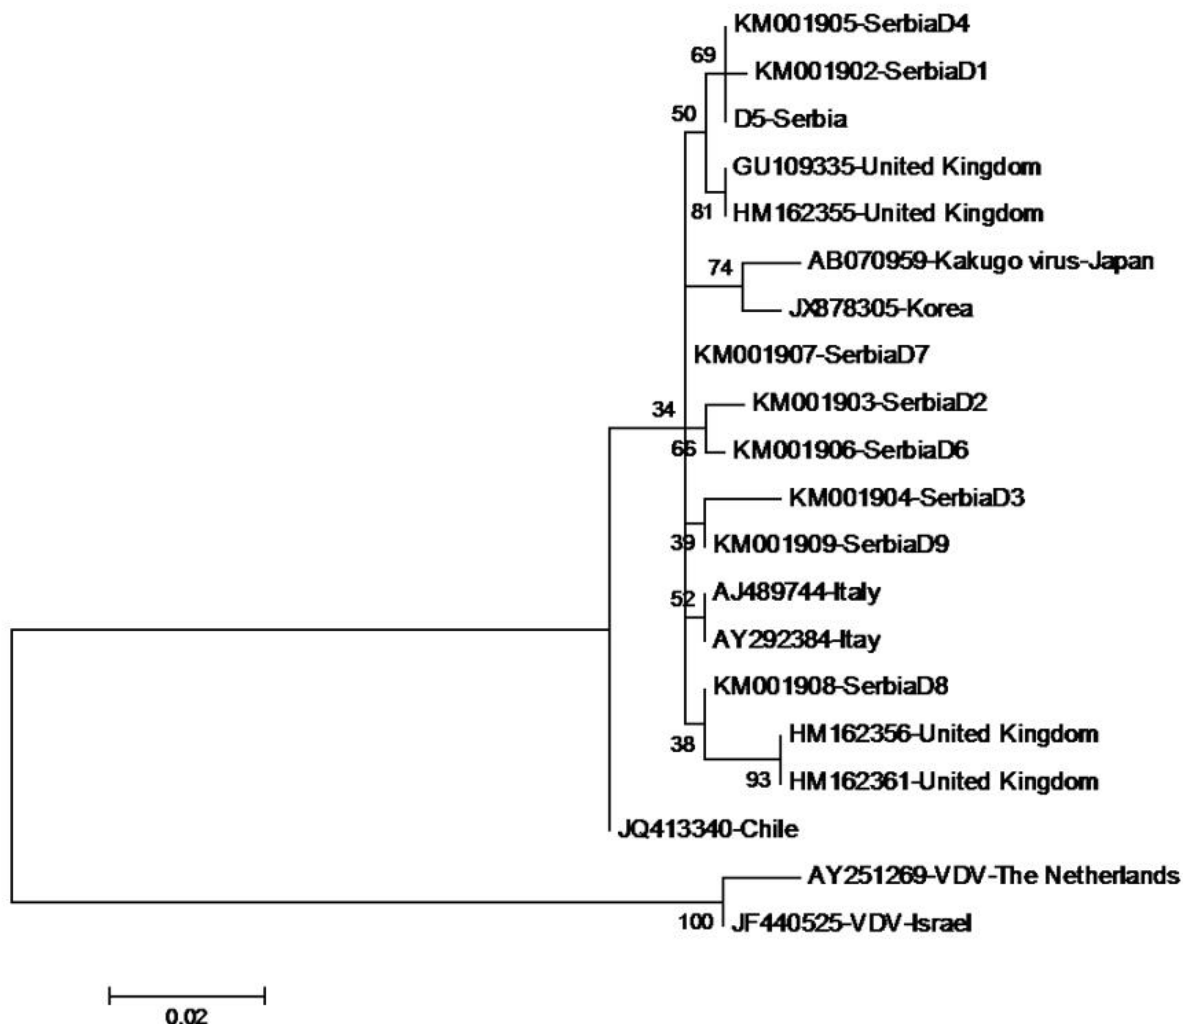 KM001905-SerbiaD4
69
KM001902-SerbiaD1
50
D5-Serbia
GU109335-United Kingdom
81
HM162355-United Kingdom
74
AB070959-Kakugo virus-Japan
JX878305-Korea
KM001907-SerbiaD7
34
KM001903-SerbiaD2
66
KM001906-SerbiaD6
KM001904-SerbiaD3
39
KM001909-SerbiaD9
52
AJ489744-Italy
AY292384-Itay
KM001908-SerbiaD8
38
HM162356-United Kingdom
93
HM162361-United Kingdom
JQ413340-Chile
AY251269-VDV-The Netherlands
100
JF440525-VDV-Israel
0.02